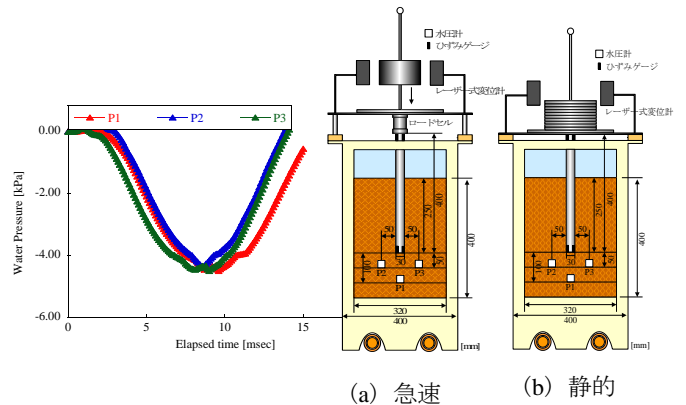 P1 P2 P3
0.00
-2.00
-4.00
-6.00
Water Pressure [kPa]
0 5 10 15
Elapsed time [msec]
水圧計
ひずみゲージ
レーザー式変位計
ロードセル
50 50
250
400
400
100
30
50
P2 P3
P1
320
400
[mm]
(a) 急速
水圧計
ひずみゲージ
レーザー式変位計
50 50
250
400
400
100
30
50
P2 P3
P1
320
400
[mm]
(b) 静的